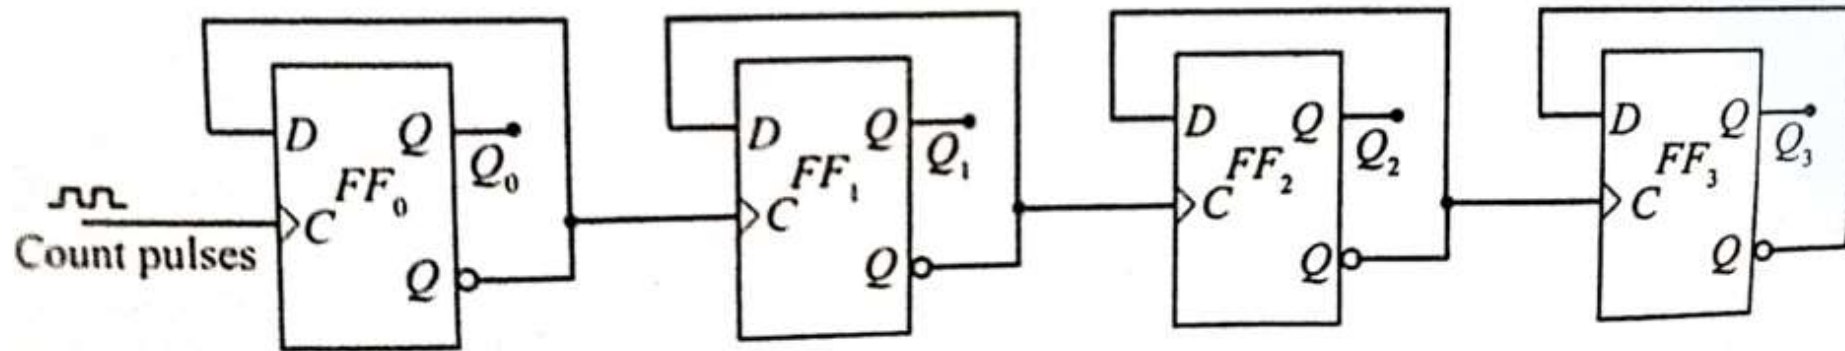 D Q
FF₀ Q₀
C
Q
D Q
FF₁ Q₁
C
Q
D Q
FF₂ Q₂
C
Q
D Q
FF₃ Q₃
C
Q
Count pulses